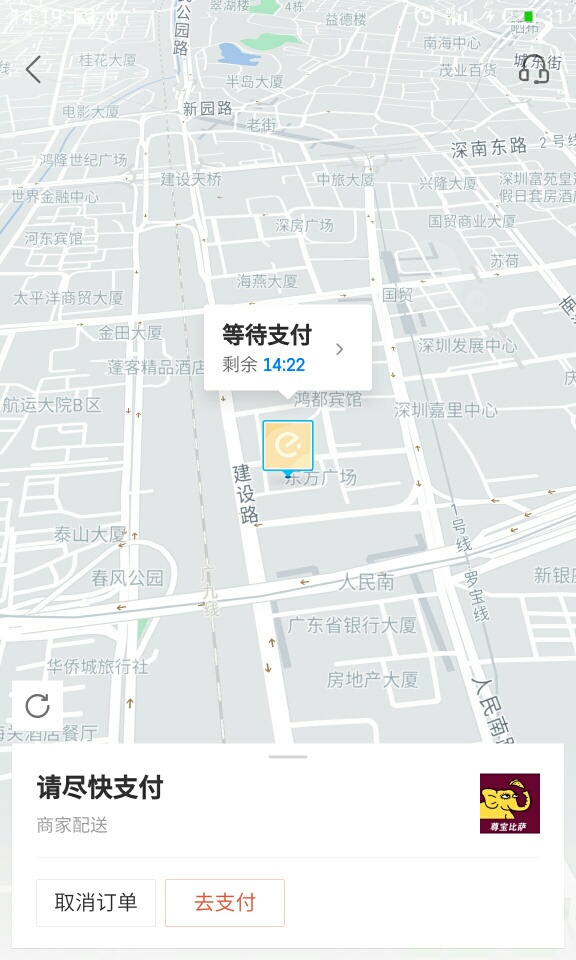 14:19
31
翠湖楼
4栋
益德楼
民公园路
桂花大厦
半岛大厦
南海中心
茂业百货
城东街
晒布
电影大厦
新园路
老街
深南东路
2号线
鸿隆世纪广场
建设天桥
中旅大厦
兴隆大厦
深圳富苑皇冠
假日套房酒店
世界金融中心
深房广场
国贸商业大厦
河东宾馆
苏荷
海燕大厦
国贸
太平洋商贸大厦
金田大厦
等待支付
剩余 14:22
深圳发展中心
蓬客精品酒店
航运大院B区
鸿都宾馆
深圳嘉里中心
建设路
东方广场
泰山大厦
1号线
罗宝线
春风公园
广九线
人民南
新银座
广东省银行大厦
华侨城旅行社
房地产大厦
人民南路
海关酒店餐厅
请尽快支付
商家配送
尊宝比萨
取消订单
去支付